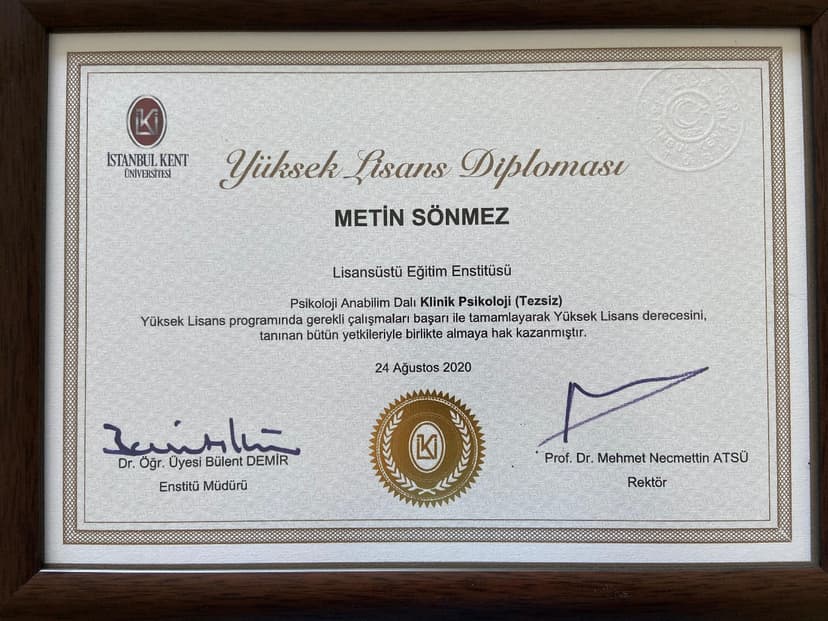 İSTANBUL KENT
ÜNİVERSİTESİ
Yüksek Lisans Diploması
METİN SÖNMEZ
Lisansüstü Eğitim Enstitüsü
Psikoloji Anabilim Dalı Klinik Psikoloji (Tezsiz)
Yüksek Lisans programında gerekli çalışmaları başarı ile tamamlayarak Yüksek Lisans derecesini,
tanınan bütün yetkileriyle birlikte almaya hak kazanmıştır.
24 Ağustos 2020
Dr. Öğr. Üyesi Bülent DEMİR
Enstitü Müdürü
Prof. Dr. Mehmet Necmettin ATSÜ
Rektör